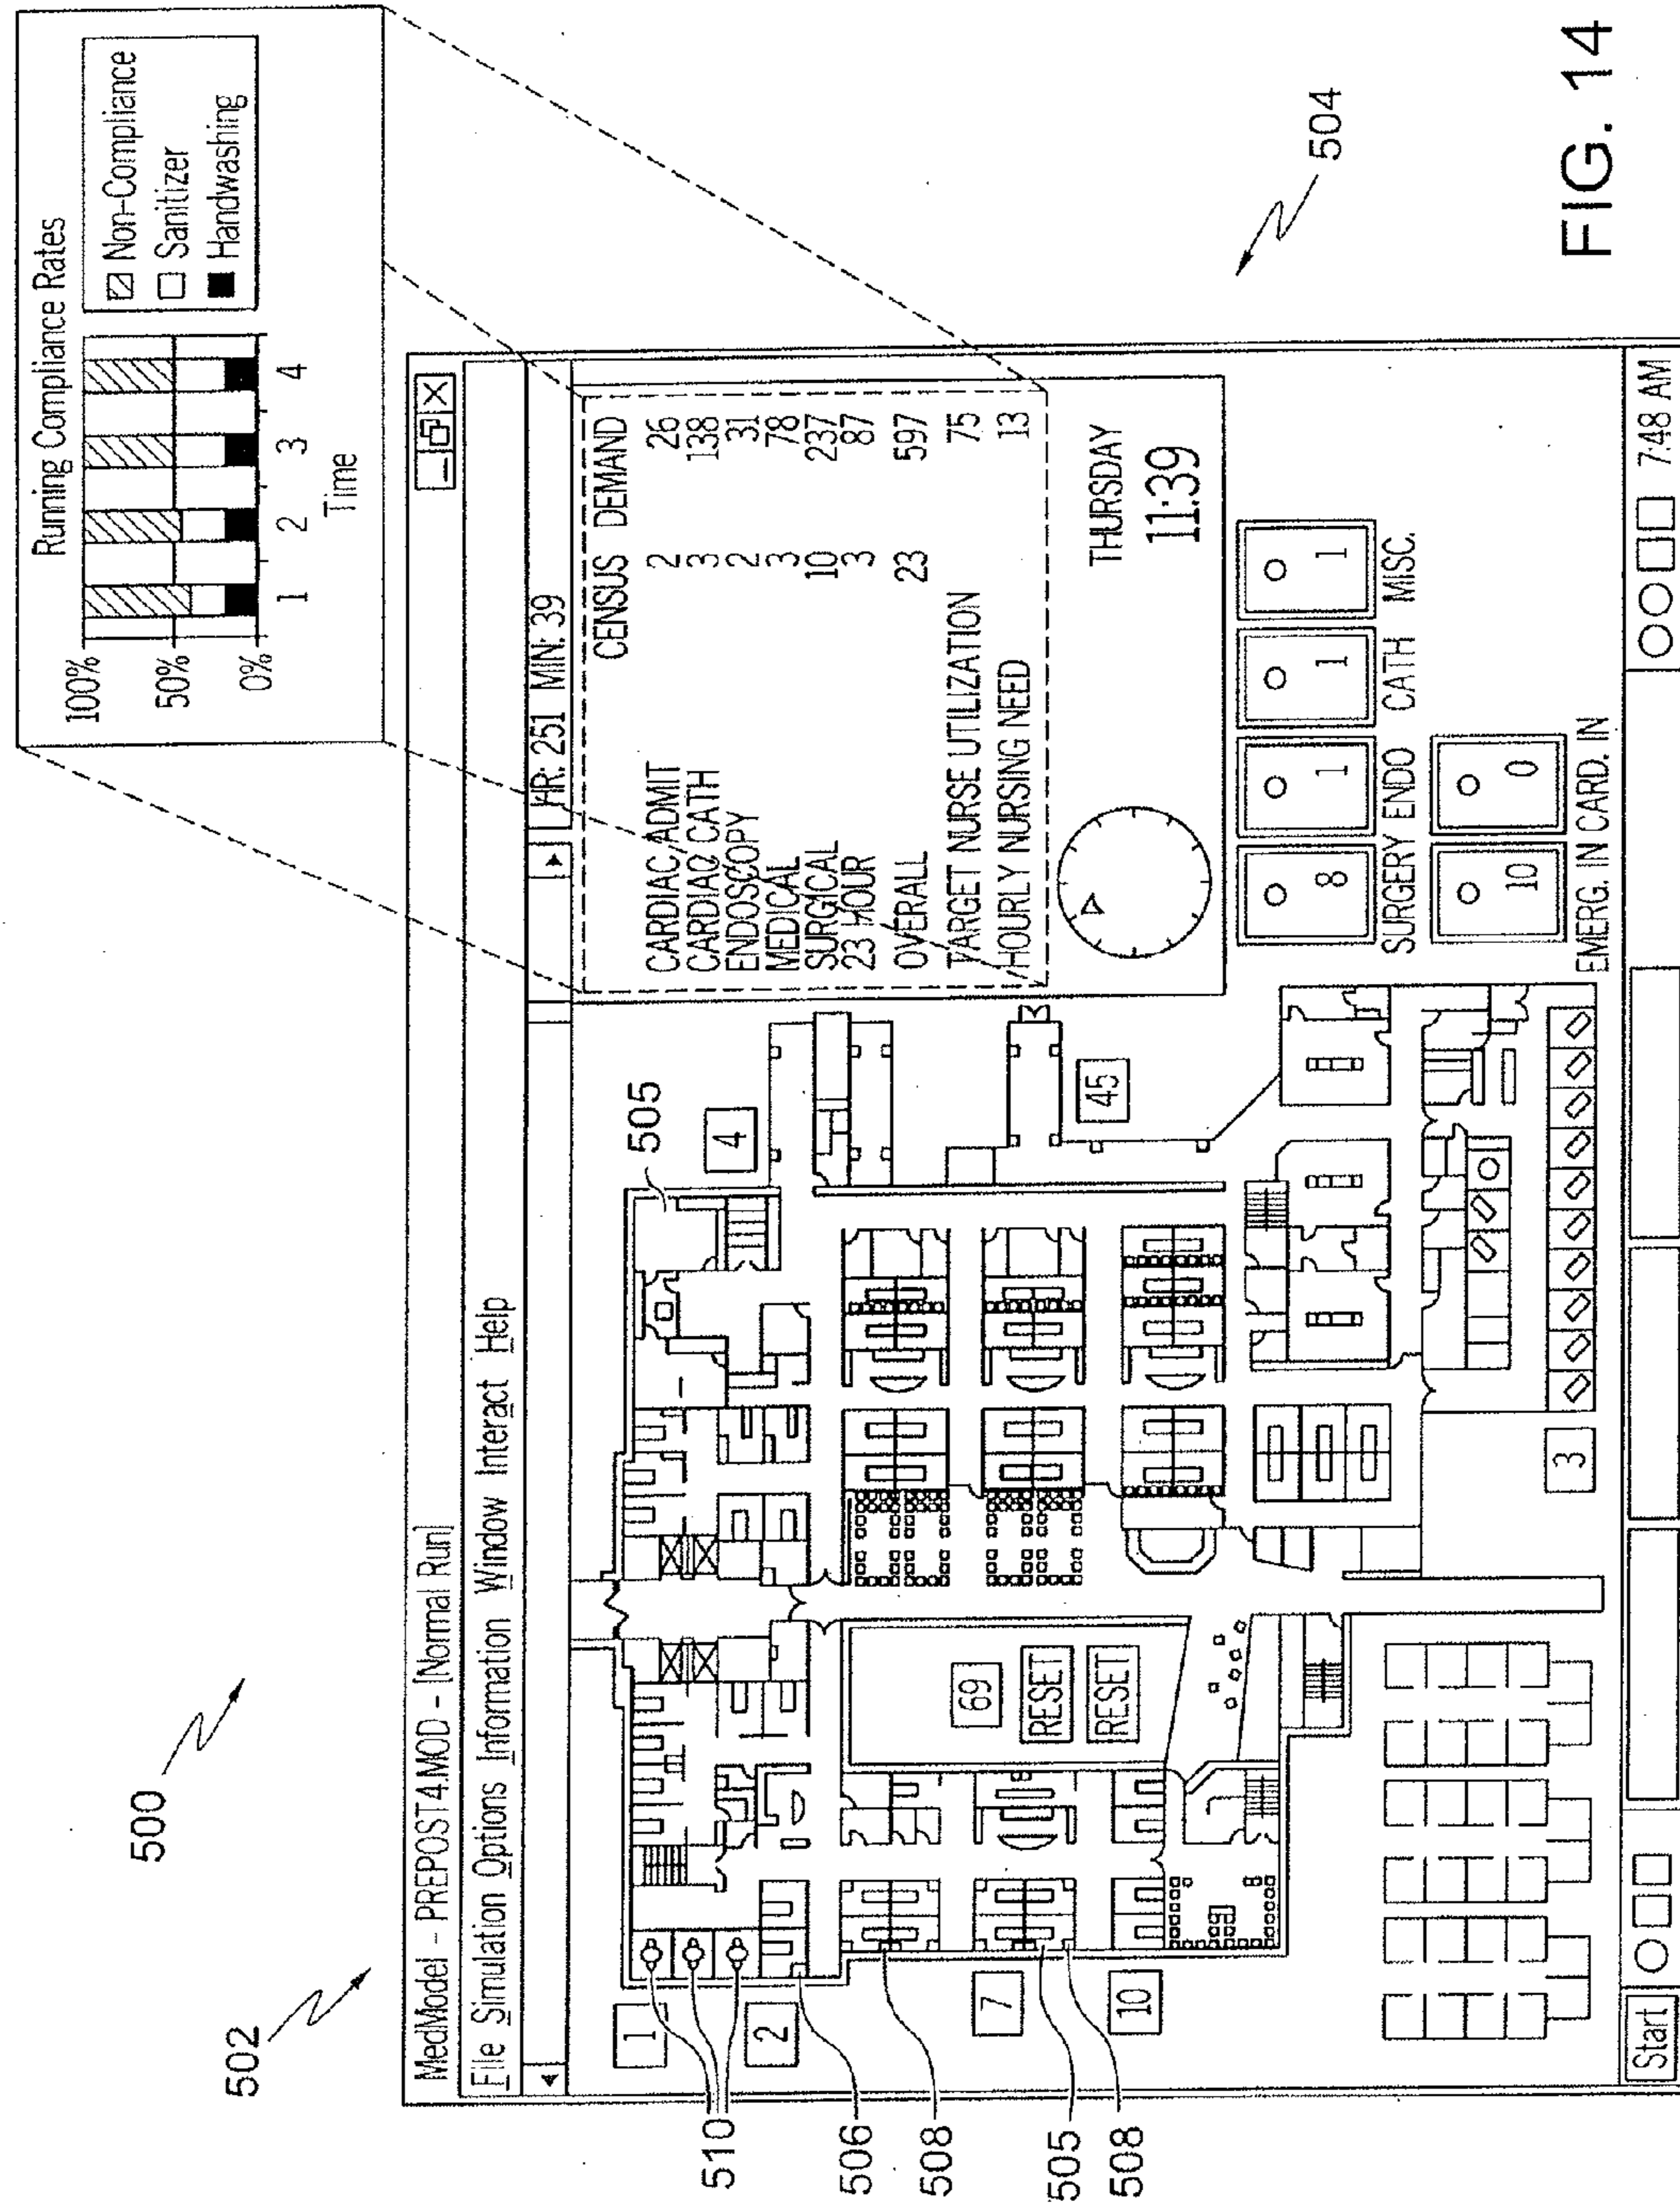 500
502
504
Running Compliance Rates
100%
50%
0%
1 2 3 4
Time
Non-Compliance
Sanitizer
Handwashing
MedModel - PREPOST4.MOD - [Normal Run]
File Simulation Options Information Window Interact Help
HR: 251 MIN: 39
CENSUS DEMAND
CARDIAC ADMIT 2 26
CARDIAC CATH 3 138
ENDOSCOPY 2 31
MEDICAL 3 78
SURGICAL 10 237
23 HOUR 3 87
OVERALL 23 597
TARGET NURSE UTILIZATION 75
HOURLY NURSING NEED 13
THURSDAY
11:39
8 1 1 1
SURGERY ENDO CATH MISC.
10 0
EMERG. IN CARD. IN
505
4
45
1
2
7
10
69
RESET
RESET
3
510
506
508
505
508
Start
7:48 AM
FIG. 14